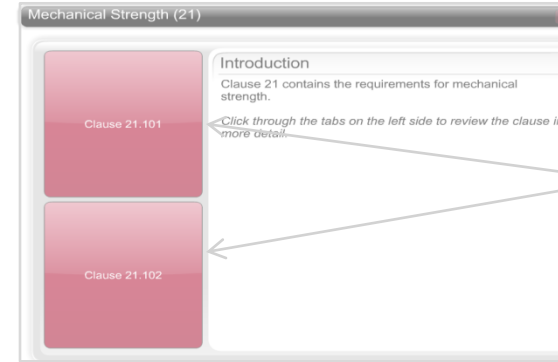 Mechanical Strength (21)
Introduction
Clause 21 contains the requirements for mechanical
strength.
Click through the tabs on the left side to review the clause in
more detail.
Clause 21.101
Clause 21.102